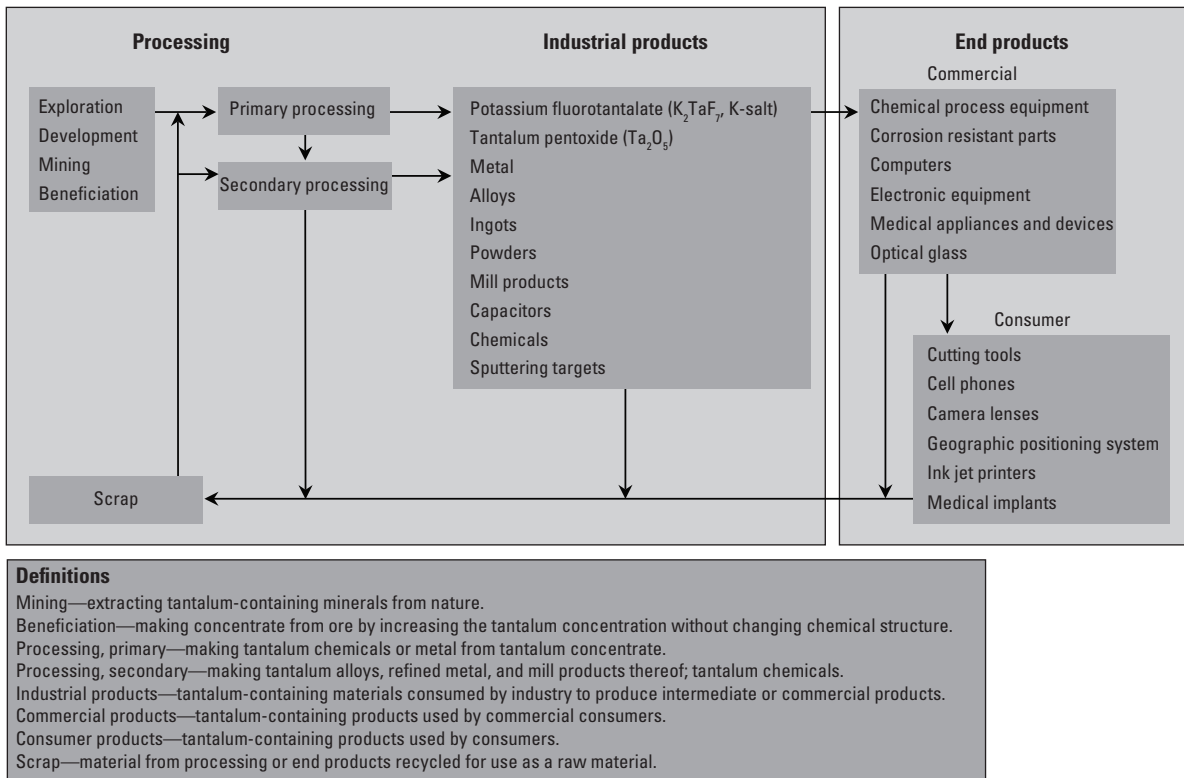 Processing
Industrial products
End products
Commercial
Exploration
Development
Mining
Beneficiation
Primary processing
Secondary processing
Potassium fluorotantalate (K₂TaF₇, K-salt)
Tantalum pentoxide (Ta₂O₅)
Metal
Alloys
Ingots
Powders
Mill products
Capacitors
Chemicals
Sputtering targets
Chemical process equipment
Corrosion resistant parts
Computers
Electronic equipment
Medical appliances and devices
Optical glass
Consumer
Cutting tools
Cell phones
Camera lenses
Geographic positioning system
Ink jet printers
Medical implants
Scrap
Definitions
Mining—extracting tantalum-containing minerals from nature.
Beneficiation—making concentrate from ore by increasing the tantalum concentration without changing chemical structure.
Processing, primary—making tantalum chemicals or metal from tantalum concentrate.
Processing, secondary—making tantalum alloys, refined metal, and mill products thereof; tantalum chemicals.
Industrial products—tantalum-containing materials consumed by industry to produce intermediate or commercial products.
Commercial products—tantalum-containing products used by commercial consumers.
Consumer products—tantalum-containing products used by consumers.
Scrap—material from processing or end products recycled for use as a raw material.